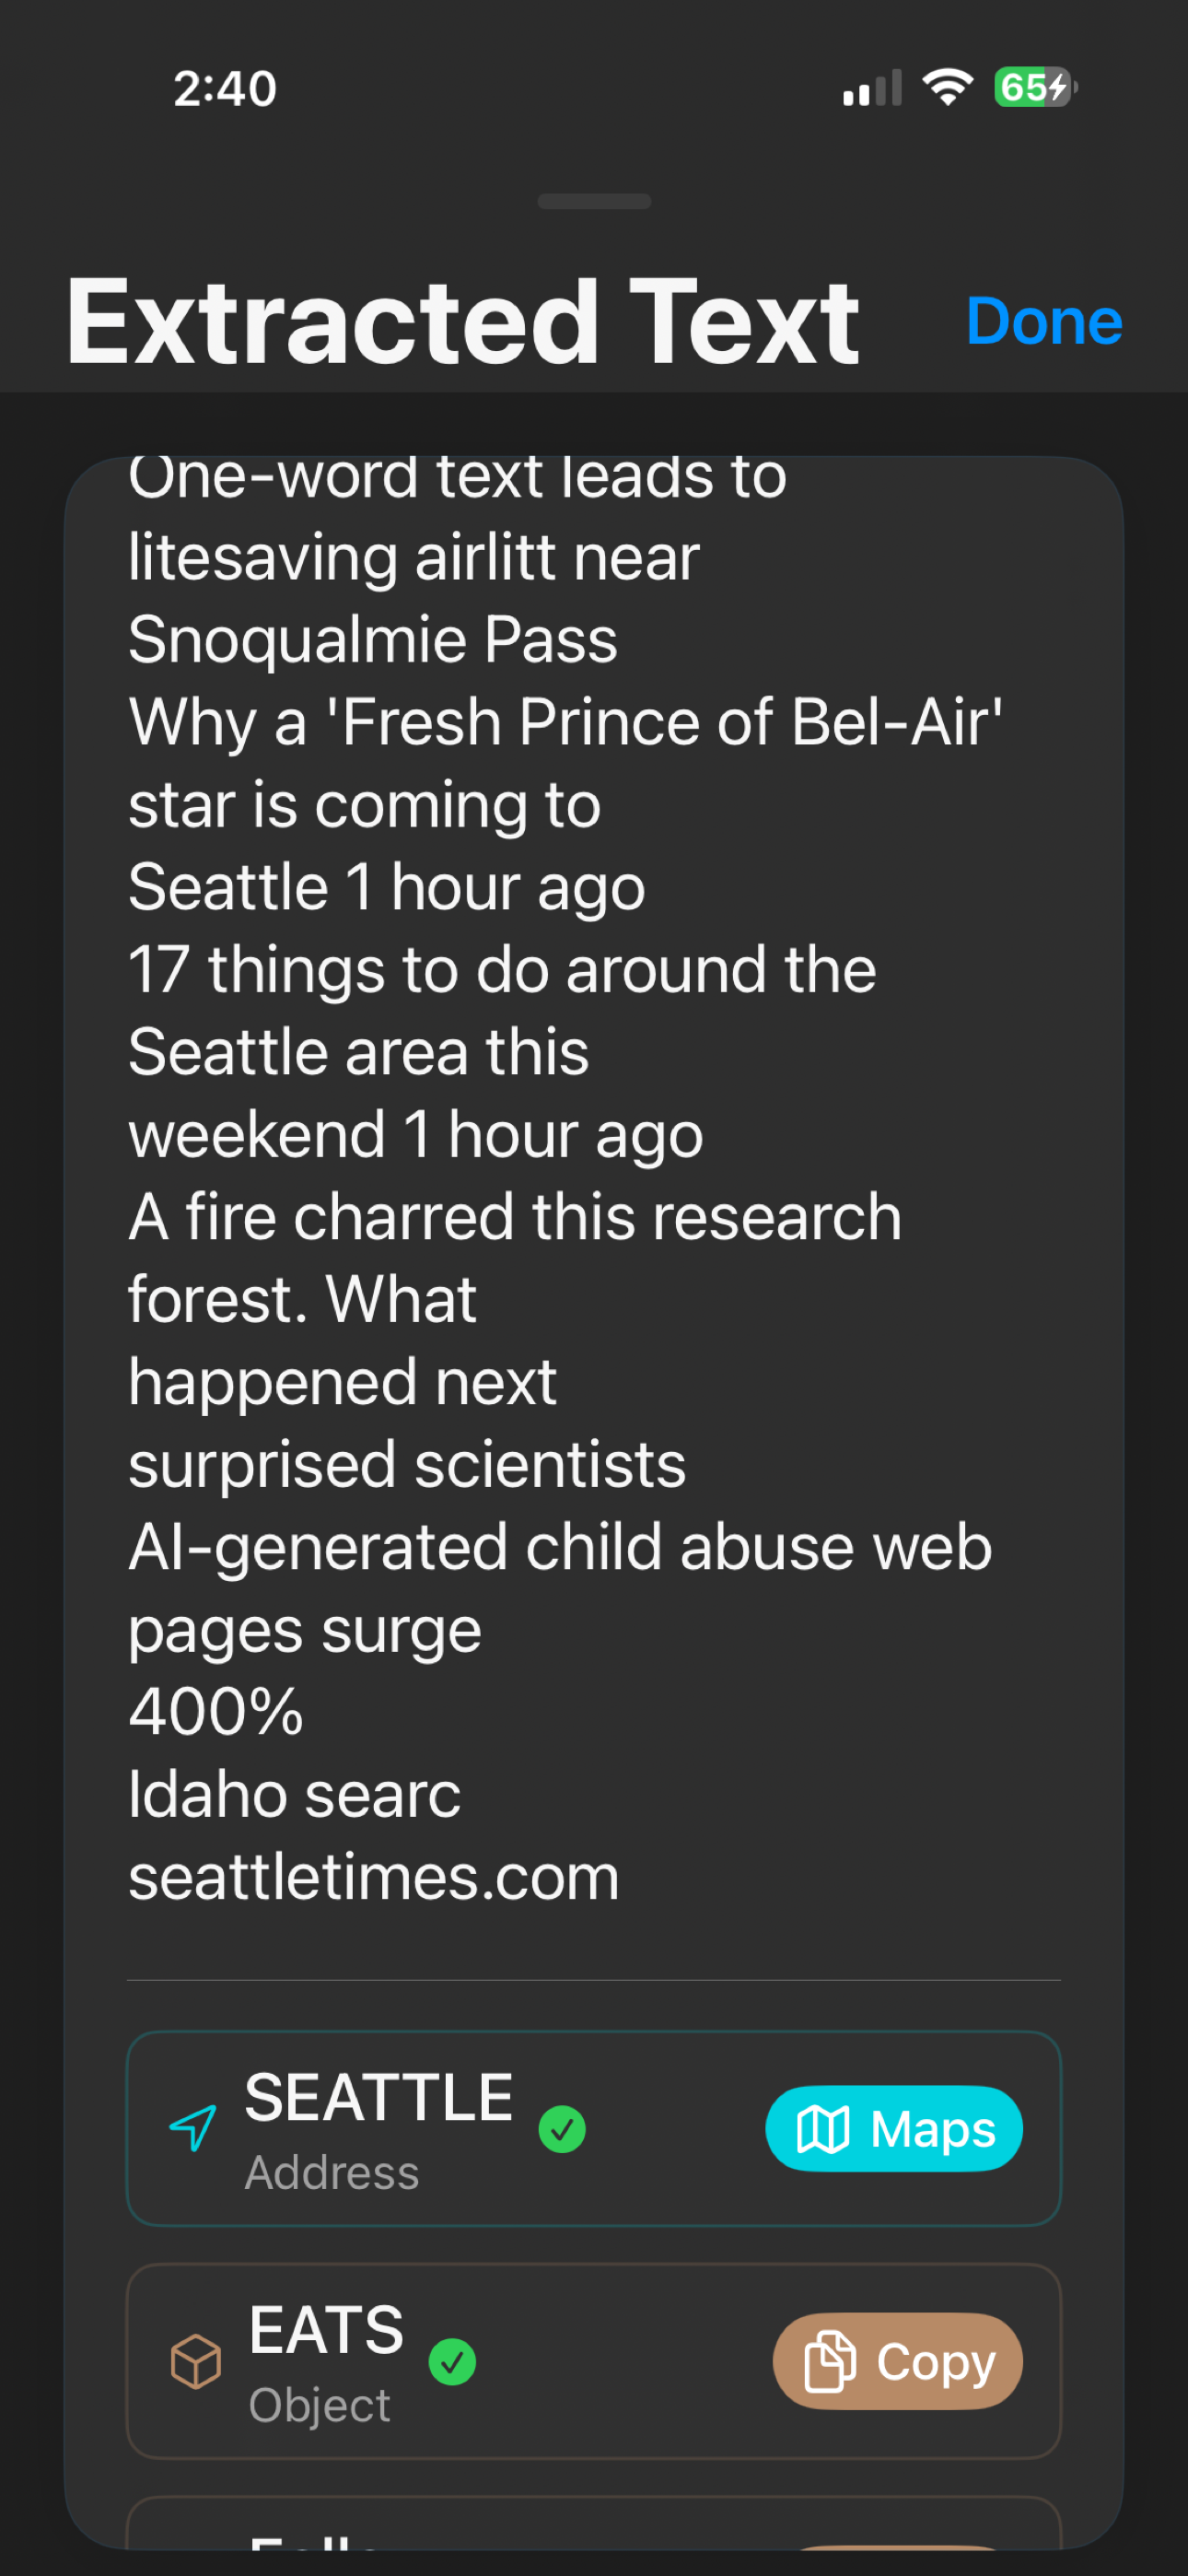 2:40
65
Extracted Text
Done
One-word text leads to
litesaving airlitt near
Snoqualmie Pass
Why a 'Fresh Prince of Bel-Air'
star is coming to
Seattle 1 hour ago
17 things to do around the
Seattle area this
weekend 1 hour ago
A fire charred this research
forest. What
happened next
surprised scientists
AI-generated child abuse web
pages surge
400%
Idaho searc
seattletimes.com
SEATTLE
Address
Maps
EATS
Object
Copy